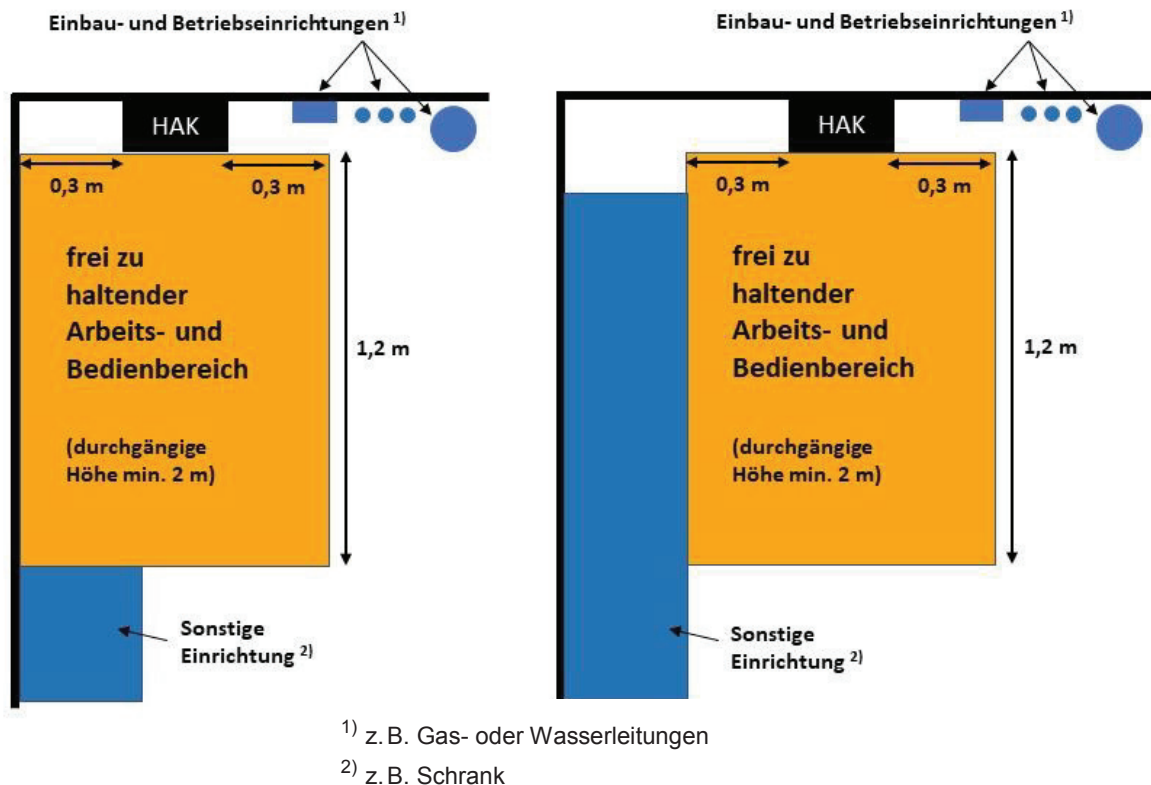 Einbau- und Betriebseinrichtungen 1)
HAK
0,3 m
0,3 m
frei zu
haltender
Arbeits- und
Bedienbereich
(durchgängige
Höhe min. 2 m)
1,2 m
Sonstige
Einrichtung 2)
Einbau- und Betriebseinrichtungen 1)
HAK
0,3 m
0,3 m
frei zu
haltender
Arbeits- und
Bedienbereich
(durchgängige
Höhe min. 2 m)
1,2 m
Sonstige
Einrichtung 2)
1) z.B. Gas- oder Wasserleitungen
2) z.B. Schrank